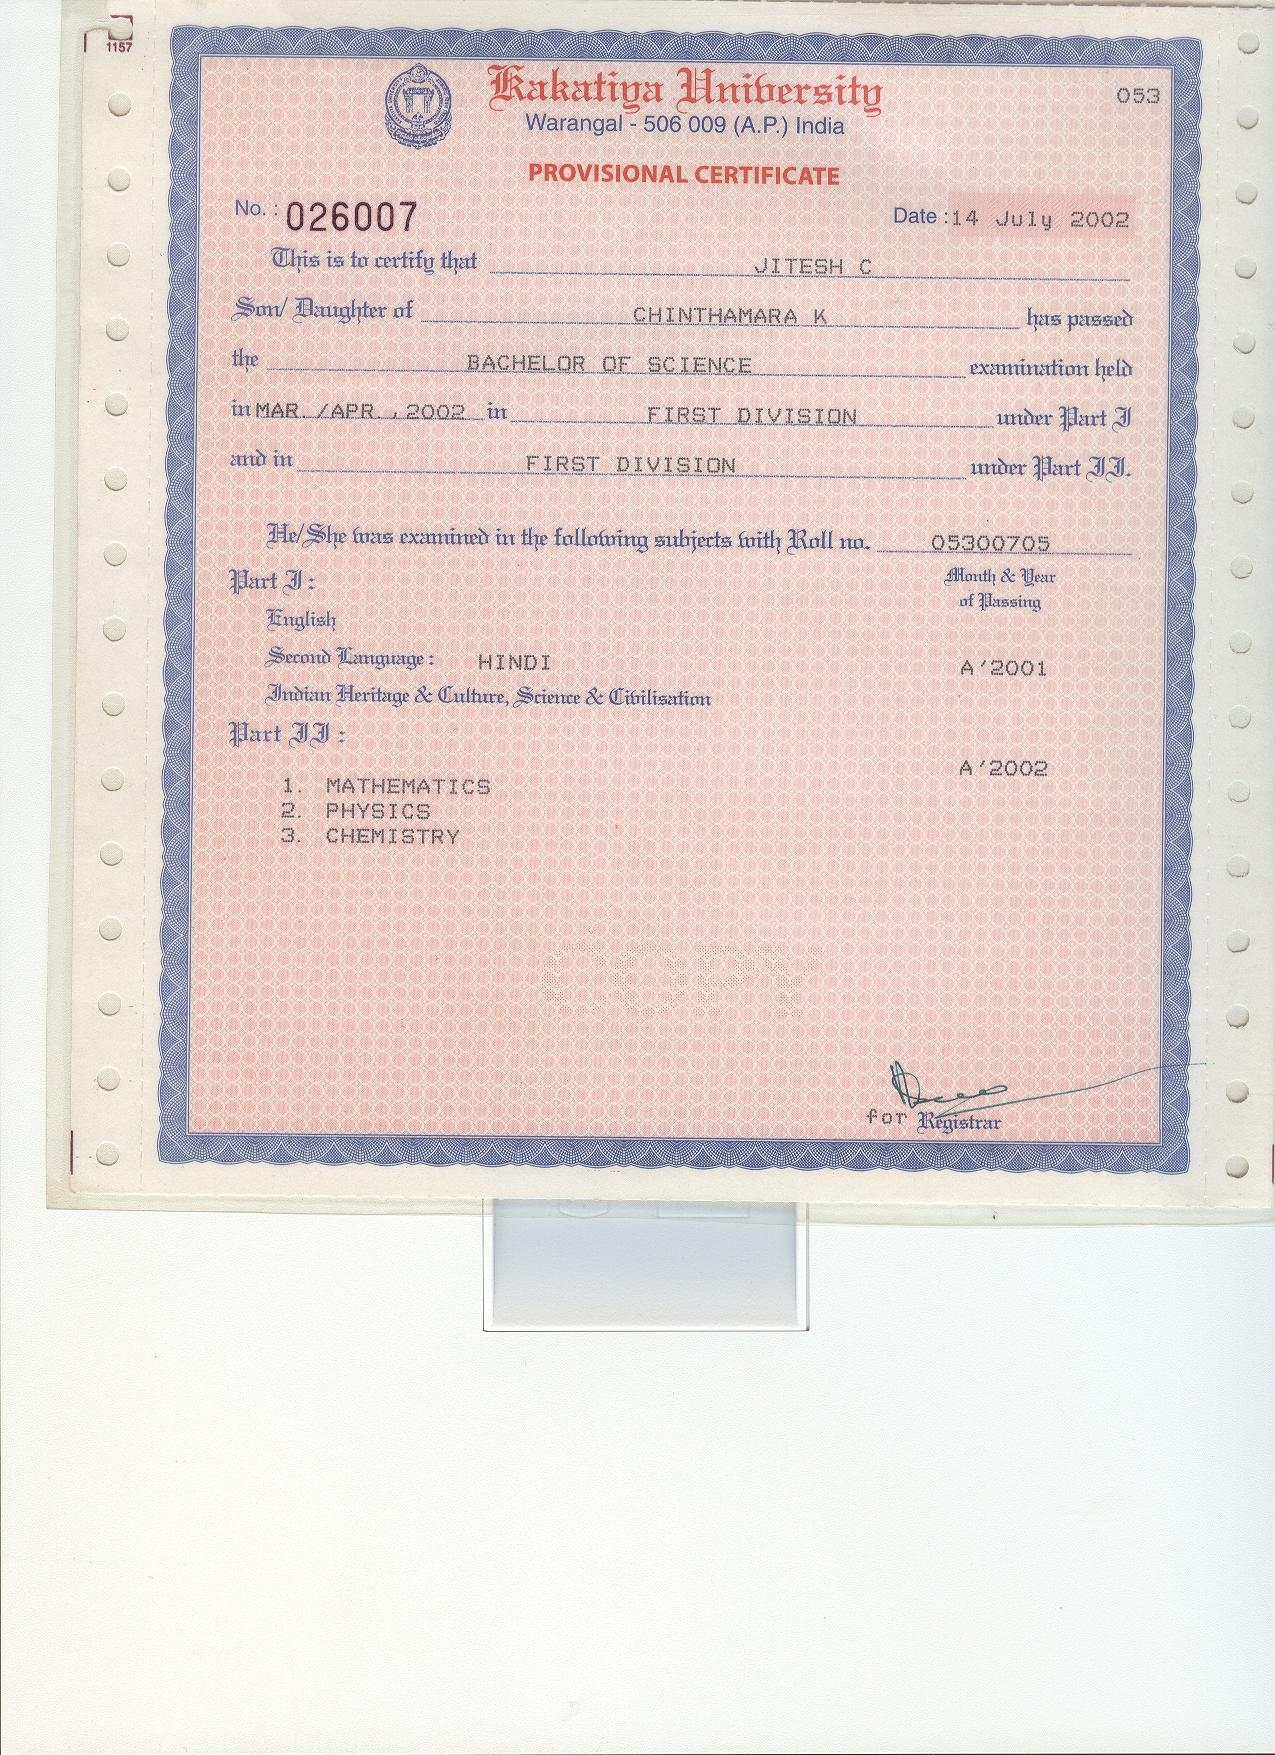 1157
Kakatiya University
053
Warangal - 506 009 (A.P.) India
PROVISIONAL CERTIFICATE
No. : 026007 Date : 14 July 2002
This is to certify that JITESH C
Son/ Daughter of CHINTHAMARA K has passed
the BACHELOR OF SCIENCE examination held
in MAR. /APR. ,2002 in FIRST DIVISION under Part I
and in FIRST DIVISION under Part II.
He/She was examined in the following subjects with Roll no. 05300705
Part I : Month & Year
of Passing
English
Second Language : HINDI A'2001
Indian Heritage & Culture, Science & Civilisation
Part II :
A'2002
1. MATHEMATICS
2. PHYSICS
3. CHEMISTRY
COPY
for Registrar